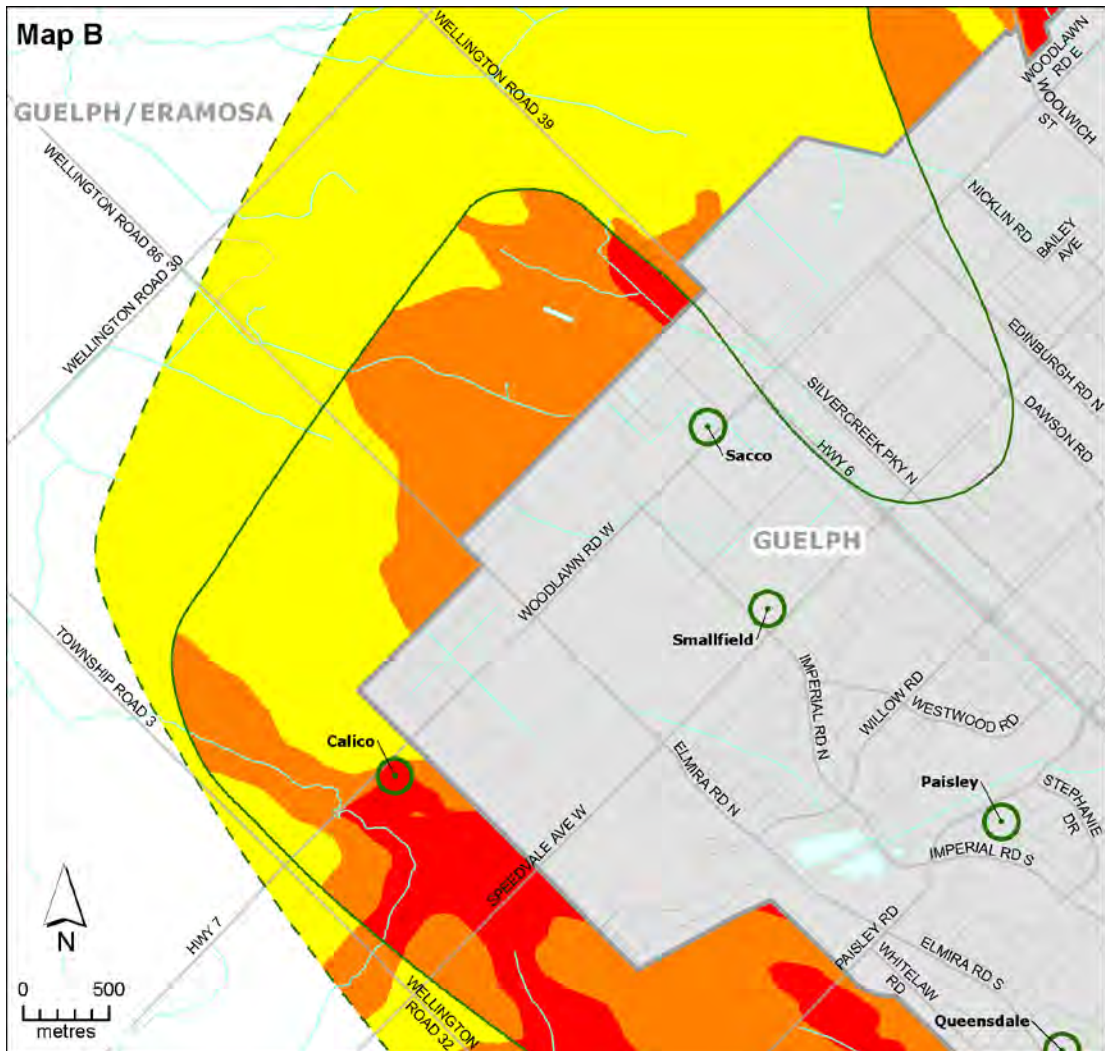 Map B
GUELPH/ERAMOSA
WELLINGTON ROAD 39
WOODLAWN
RD E
WOOLWICH
ST
WELLINGTON ROAD 86
WELLINGTON ROAD 30
NICKLIN RD
BAILEY
AVE
EDINBURGH RD N
DAWSON RD
SILVERCREEK PKY N
HWY 6
Sacco
WOODLAWN RD W
GUELPH
Smallfield
IMPERIAL RD N
WILLOW RD
WESTWOOD RD
TOWNSHIP ROAD 3
Calico
ELMIRA RD N
Paisley
STEPHANIE
DR
IMPERIAL RD S
SPEEDVALE AVE W
HWY 7
N
0 500
metres
PAISLEY RD
ELMIRA RD S
WHITELAW
RD
WELLINGTON
ROAD 32
Queensdale